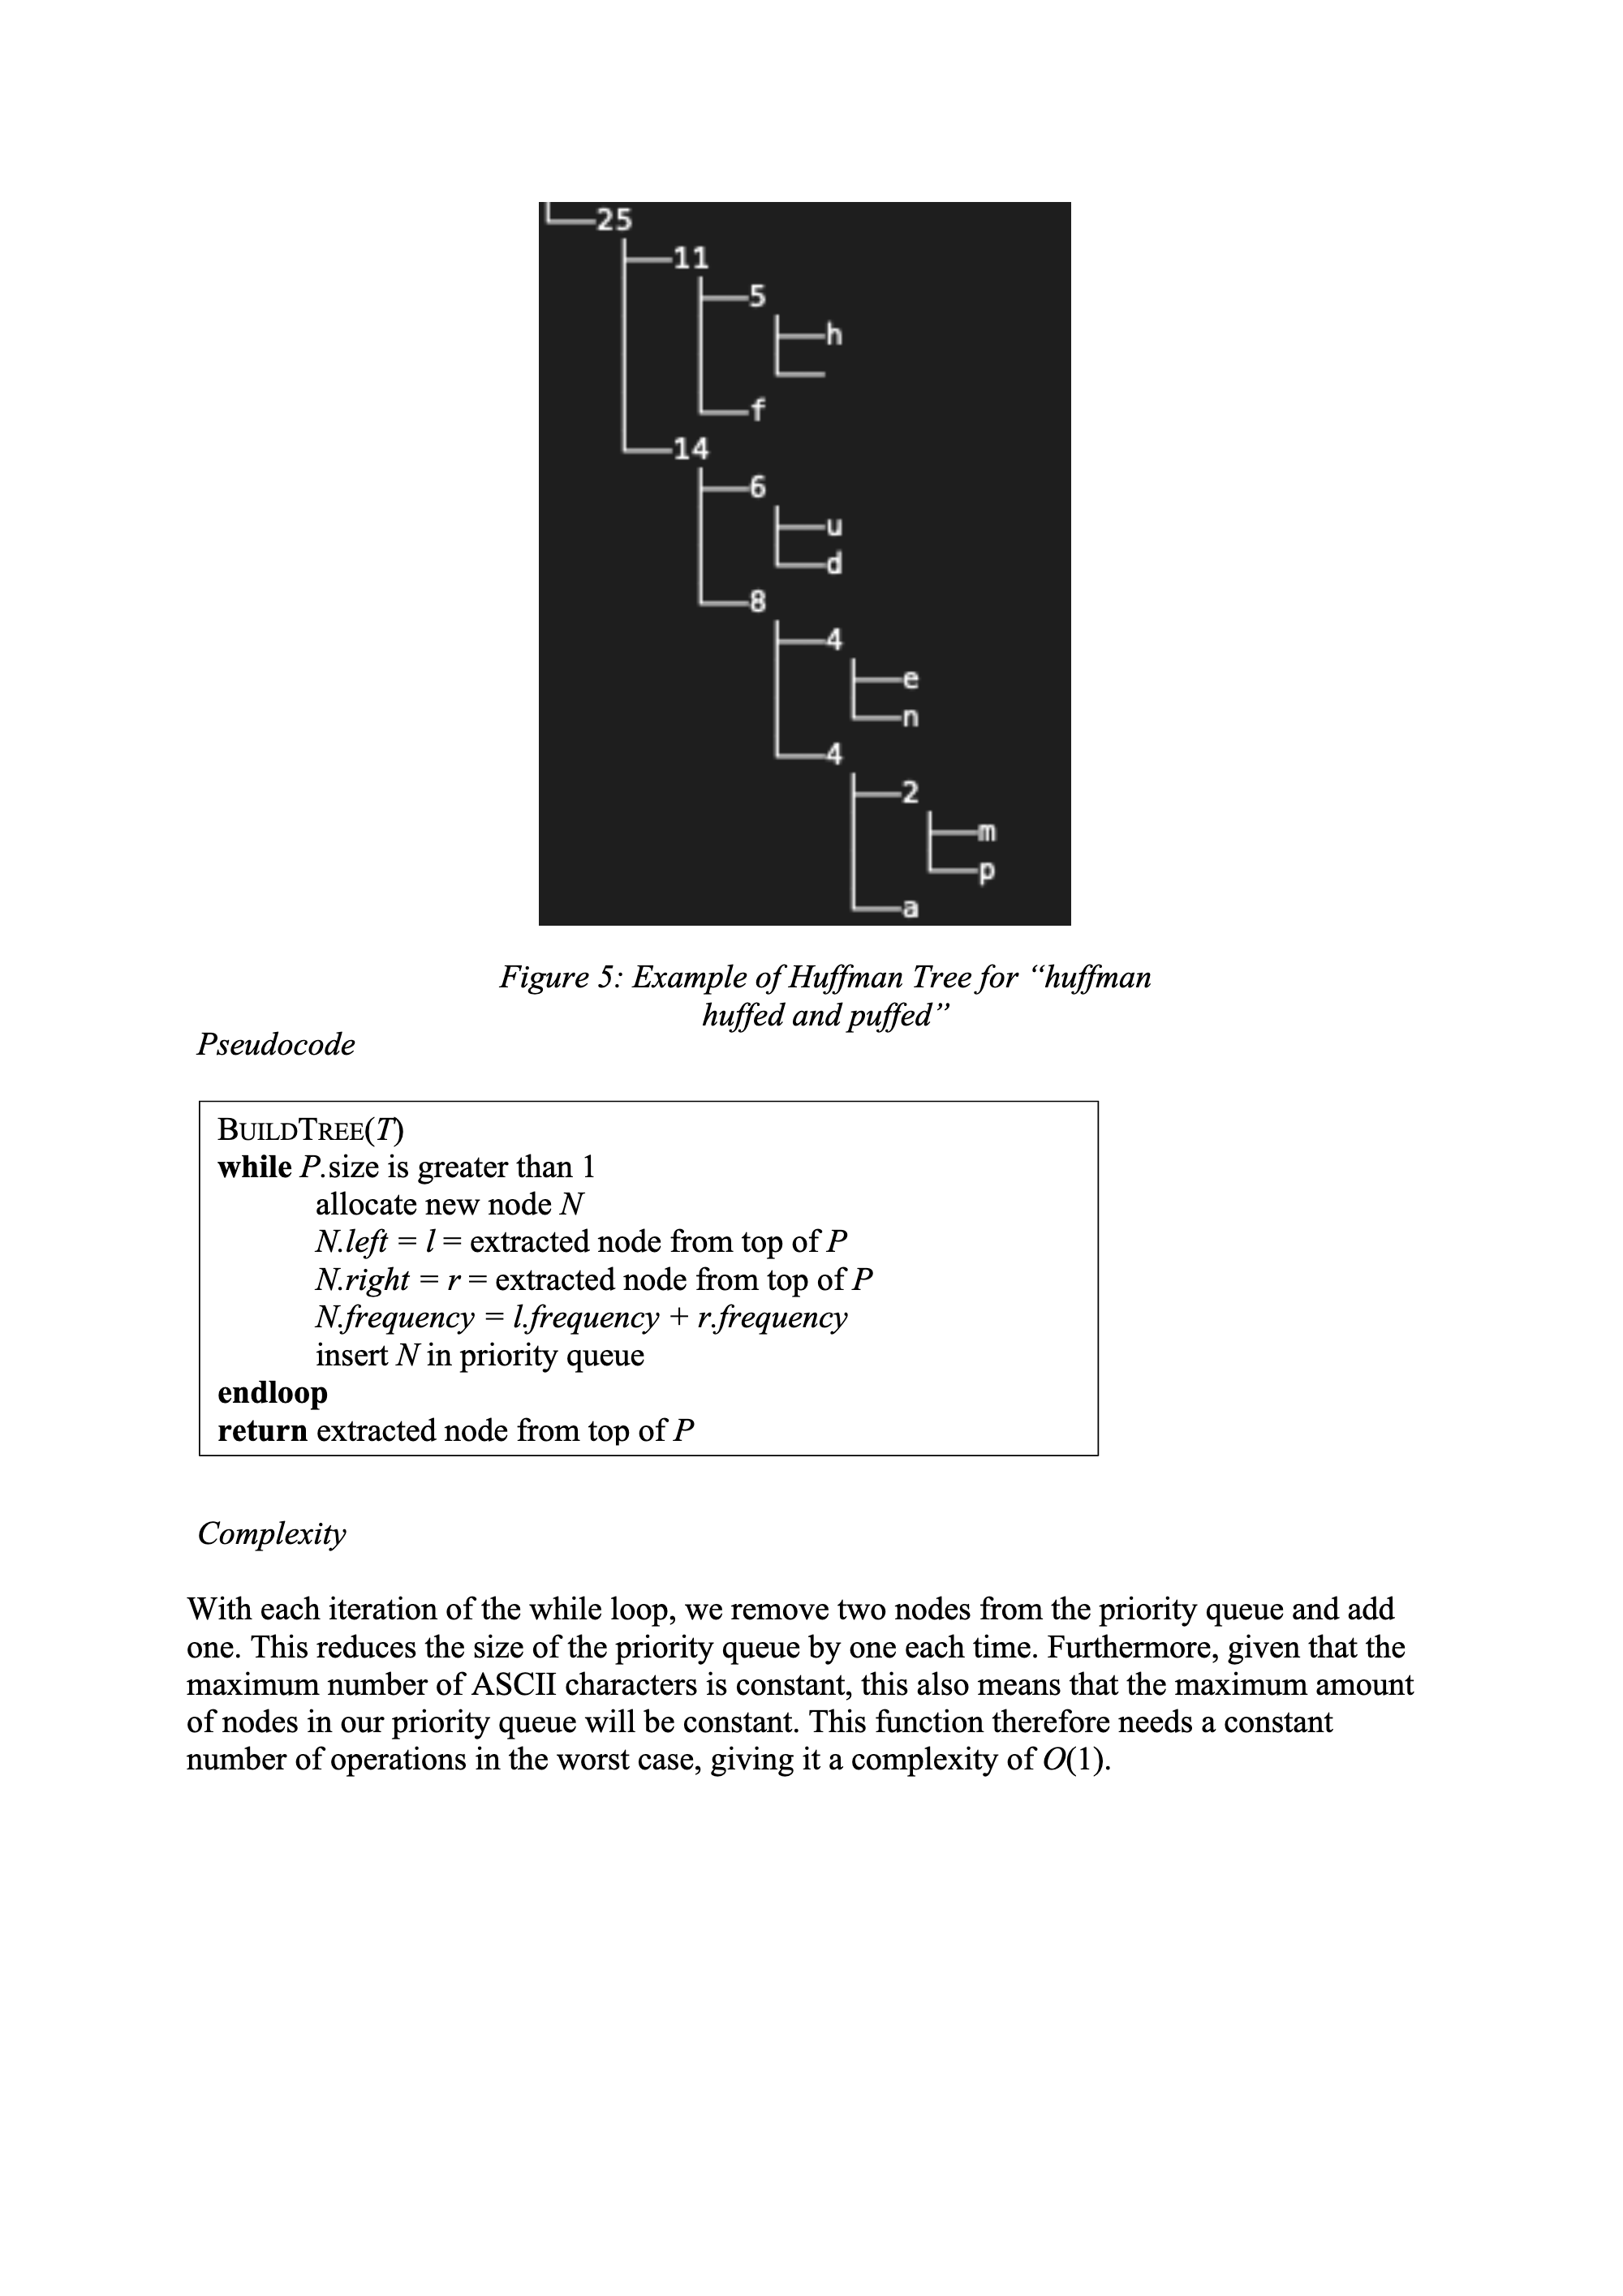 25
11
5
h
f
14
6
u
d
8
4
e
n
4
2
m
p
a
Figure 5: Example of Huffman Tree for “huffman
huffed and puffed”
Pseudocode
BUILDTREE(T)
while P.size is greater than 1
allocate new node N
N.left = l = extracted node from top of P
N.right = r = extracted node from top of P
N.frequency = l.frequency + r.frequency
insert N in priority queue
endloop
return extracted node from top of P
Complexity
With each iteration of the while loop, we remove two nodes from the priority queue and add
one. This reduces the size of the priority queue by one each time. Furthermore, given that the
maximum number of ASCII characters is constant, this also means that the maximum amount
of nodes in our priority queue will be constant. This function therefore needs a constant
number of operations in the worst case, giving it a complexity of O(1).